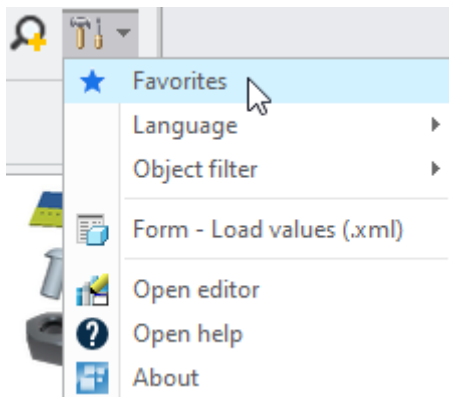 Favorites
Language
Object filter
Form - Load values (.xml)
Open editor
Open help
About